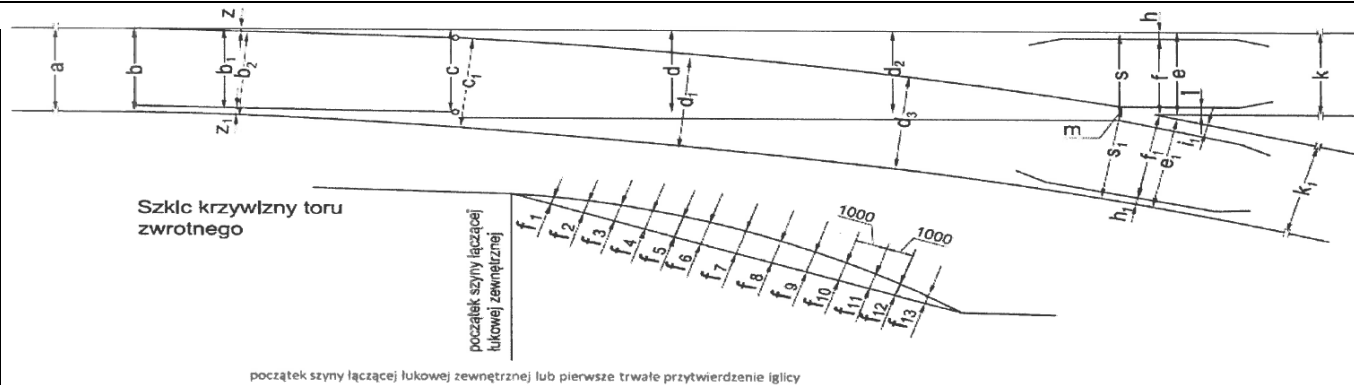 z
h
a
b
b₁
b₂
c
c₁
d
d₁
d₂
d₃
s
f
e
k
l
m
z₁
s₁
f₁
e₁
i₁
k₁
h₁
Szkic krzywizny toru
zwrotnego
początek szyny łączącej
łukowej zewnętrznej
f₁
f₂
f₃
f₄
f₅
f₆
f₇
f₈
f₉
f₁₀
f₁₁
f₁₂
f₁₃
1000
1000
początek szyny łączącej łukowej zewnętrznej lub pierwsze trwałe przytwierdzenie iglicy